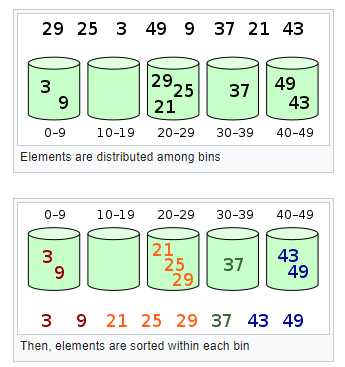 29 25 3 49 9 37 21 43
3 29 49
9 25 37 43
21
0–9 10–19 20–29 30–39 40–49
Elements are distributed among bins
0–9 10–19 20–29 30–39 40–49
3 21 43
9 25 37 49
29
3 9 21 25 29 37 43 49
Then, elements are sorted within each bin